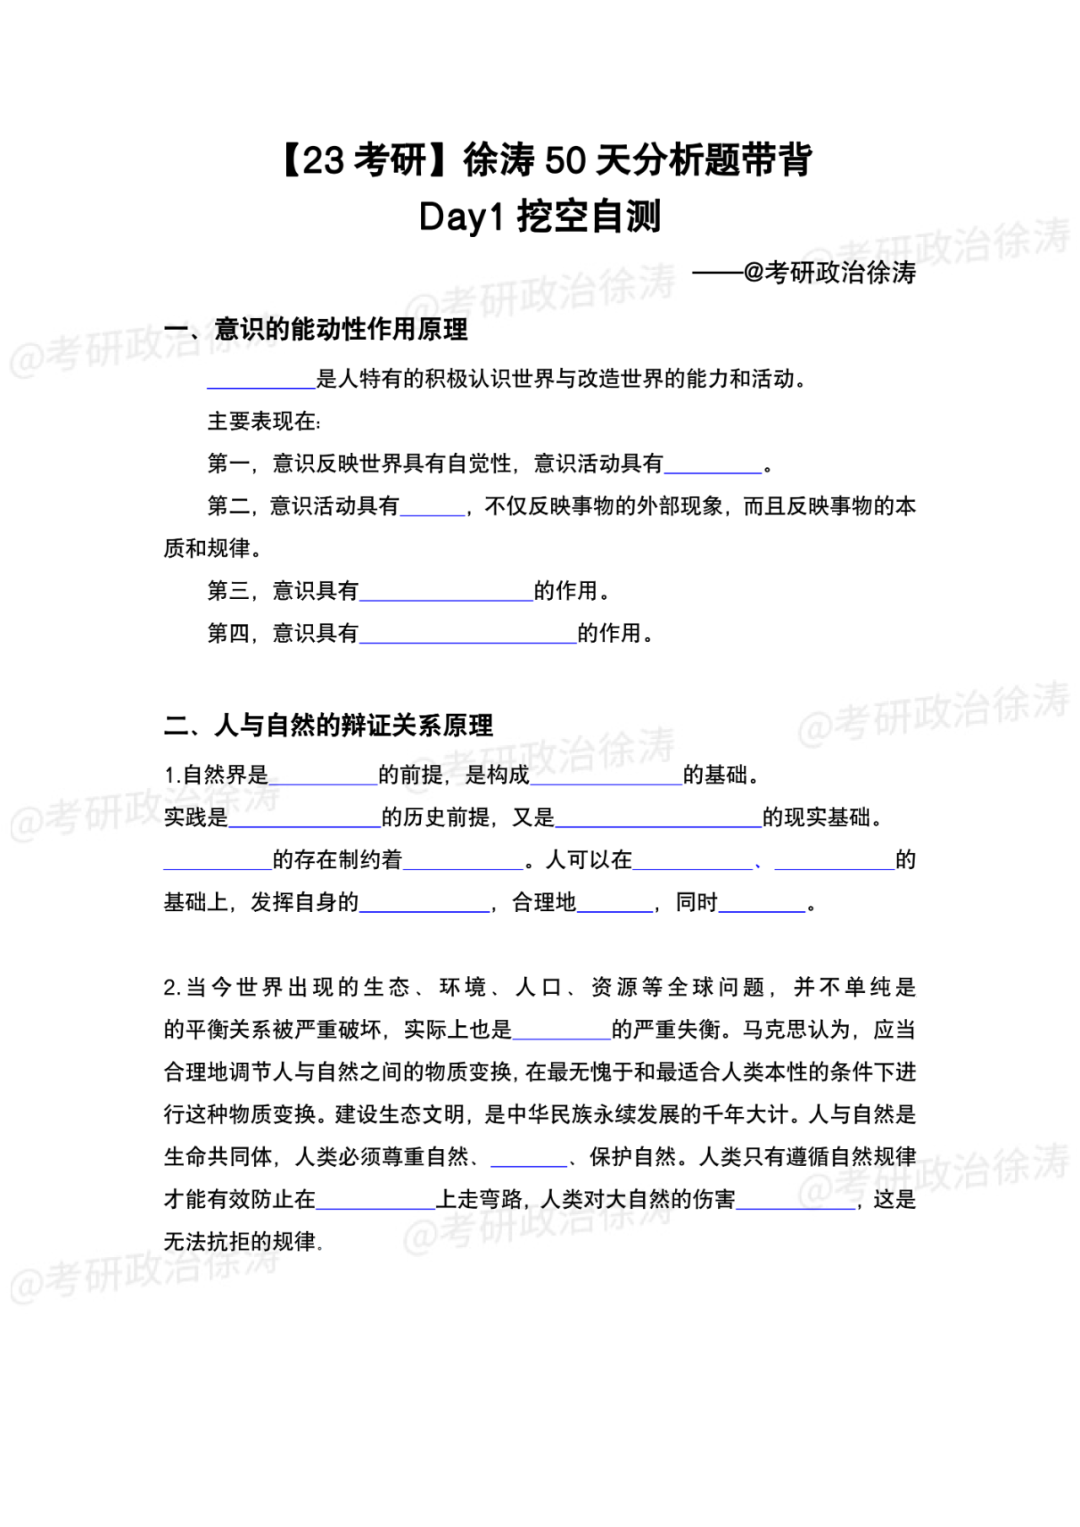 【23 考研】徐涛 50 天分析题带背
Day1 挖空自测
——@考研政治徐涛
一、意识的能动性作用原理
__________是人特有的积极认识世界与改造世界的能力和活动。
主要表现在:
第一，意识反映世界具有自觉性，意识活动具有_________。
第二，意识活动具有______，不仅反映事物的外部现象，而且反映事物的本
质和规律。
第三，意识具有________________的作用。
第四，意识具有____________________的作用。
二、人与自然的辩证关系原理
1.自然界是__________的前提，是构成______________的基础。
实践是______________的历史前提，又是___________________的现实基础。
__________的存在制约着___________。人可以在___________、___________的
基础上，发挥自身的____________，合理地_______，同时________。
2.当今世界出现的生态、环境、人口、资源等全球问题，并不单纯是
的平衡关系被严重破坏，实际上也是_________的严重失衡。马克思认为，应当
合理地调节人与自然之间的物质变换，在最无愧于和最适合人类本性的条件下进
行这种物质变换。建设生态文明，是中华民族永续发展的千年大计。人与自然是
生命共同体，人类必须尊重自然、_______、保护自然。人类只有遵循自然规律
才能有效防止在___________上走弯路，人类对大自然的伤害___________，这是
无法抗拒的规律。
@考研政治徐涛
@考研政治徐涛
@考研政治徐涛
@考研政治徐涛
@考研政治徐涛
@考研政治徐涛
@考研政治徐涛
@考研政治徐涛
@考研政治徐涛